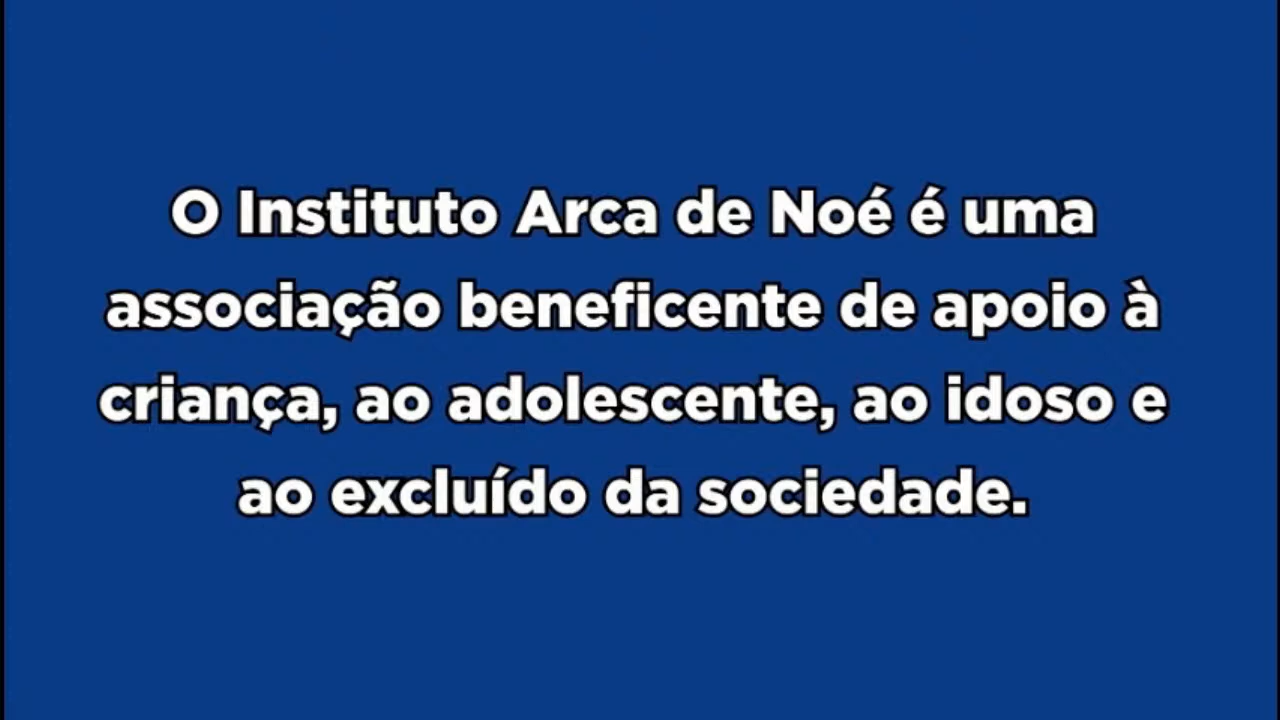 O Instituto Arca de Noé é uma
associação beneficente de apoio à
criança, ao adolescente, ao idoso e
ao excluído da sociedade.